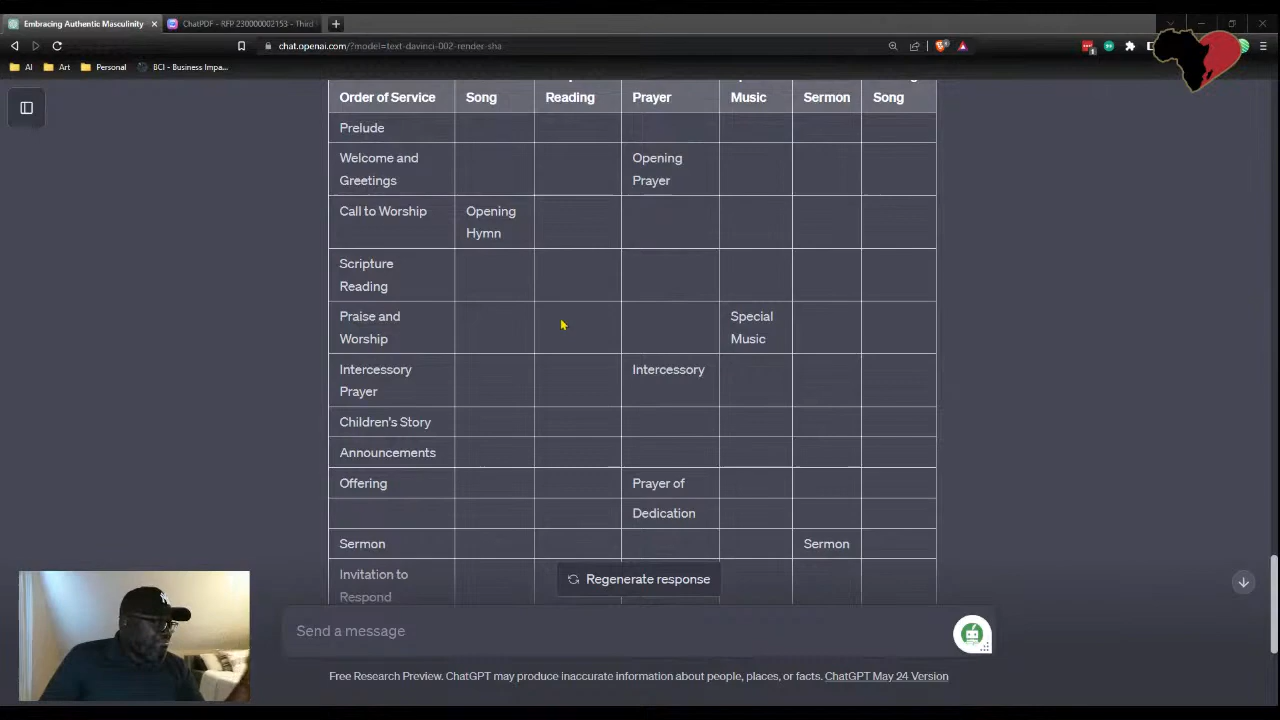 Embracing Authentic Masculinity
ChatPDF - RFP 230000002153 - Third
chat.openai.com/?model=text-davinci-002-render-sha
AI
Art
Personal
BCI - Business Impa...
Order of Service Song Reading Prayer Music Sermon Song
Prelude
Welcome and
Greetings
Opening
Prayer
Call to Worship
Opening
Hymn
Scripture
Reading
Praise and
Worship
Special
Music
Intercessory
Prayer
Intercessory
Children's Story
Announcements
Offering
Prayer of
Dedication
Sermon
Sermon
Invitation to
Respond
Regenerate response
Send a message
Free Research Preview. ChatGPT may produce inaccurate information about people, places, or facts. ChatGPT May 24 Version